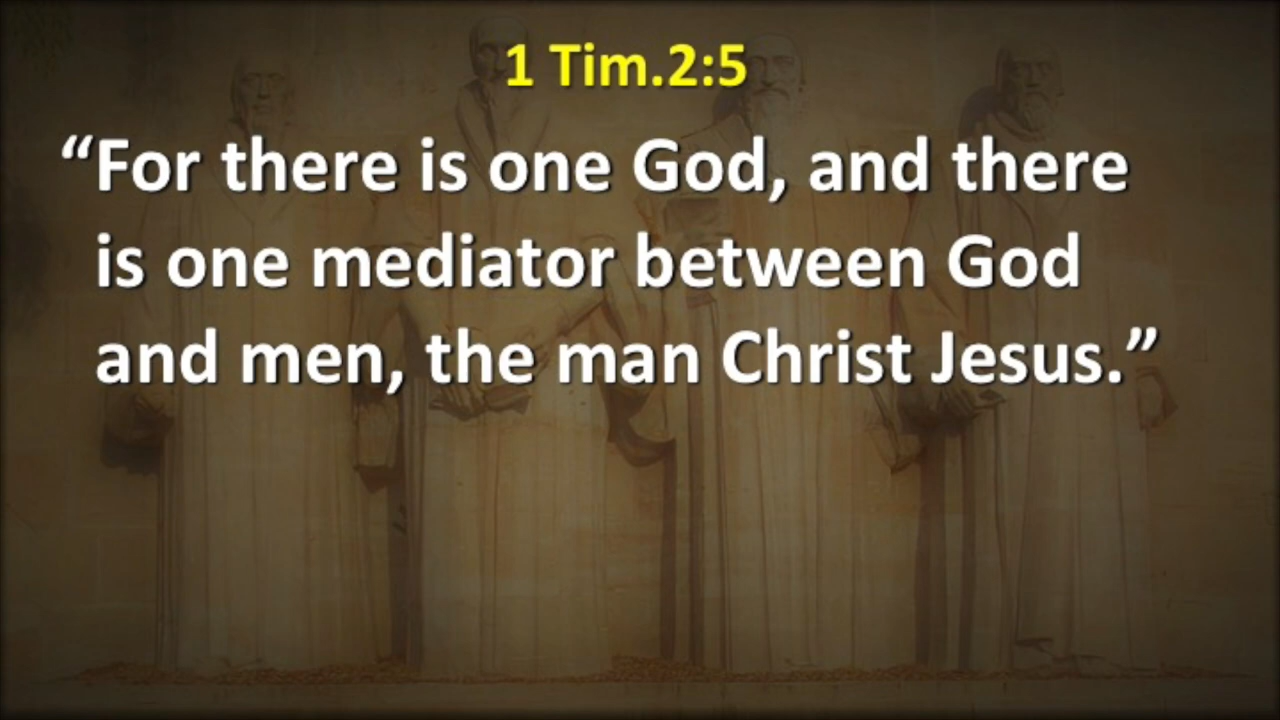 1 Tim.2:5
“For there is one God, and there
is one mediator between God
and men, the man Christ Jesus.”